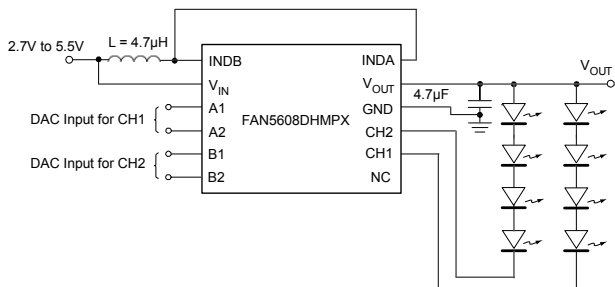 2.7V to 5.5V
L = 4.7µH
INDB
INDA
VIN
VOUT
VOUT
4.7µF
A1
GND
DAC Input for CH1
FAN5608DHMPX
A2
CH2
B1
CH1
DAC Input for CH2
B2
NC